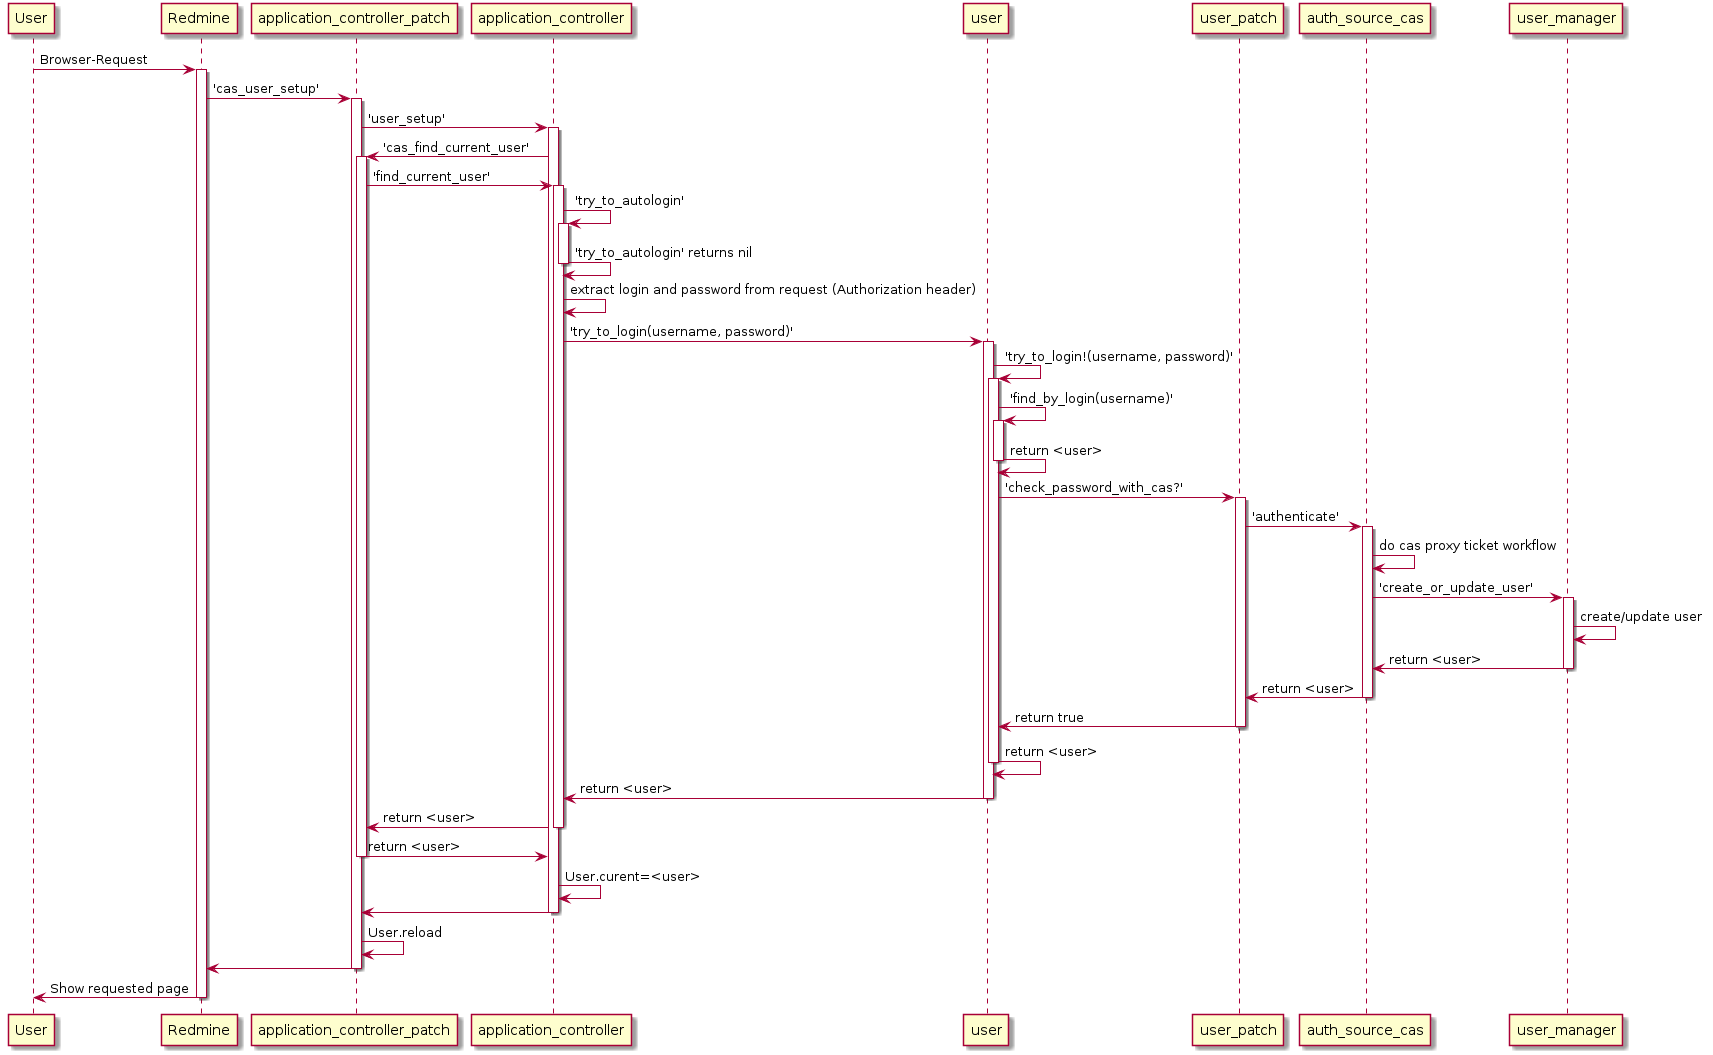 User
Redmine
application_controller_patch
application_controller
user
user_patch
auth_source_cas
user_manager
Browser-Request
'cas_user_setup'
'user_setup'
'cas_find_current_user'
'find_current_user'
'try_to_autologin'
'try_to_autologin' returns nil
extract login and password from request (Authorization header)
'try_to_login(username, password)'
'try_to_login!(username, password)'
'find_by_login(username)'
return <user>
'check_password_with_cas?'
'authenticate'
do cas proxy ticket workflow
'create_or_update_user'
create/update user
return <user>
return <user>
return true
return <user>
return <user>
return <user>
return <user>
User.curent=<user>
User.reload
Show requested page
User
Redmine
application_controller_patch
application_controller
user
user_patch
auth_source_cas
user_manager